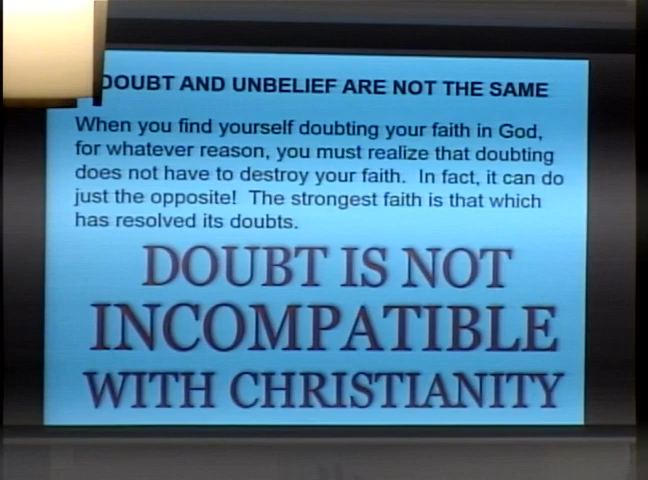 DOUBT AND UNBELIEF ARE NOT THE SAME
When you find yourself doubting your faith in God,
for whatever reason, you must realize that doubting
does not have to destroy your faith.  In fact, it can do
just the opposite!  The strongest faith is that which
has resolved its doubts.
DOUBT IS NOT
INCOMPATIBLE
WITH CHRISTIANITY